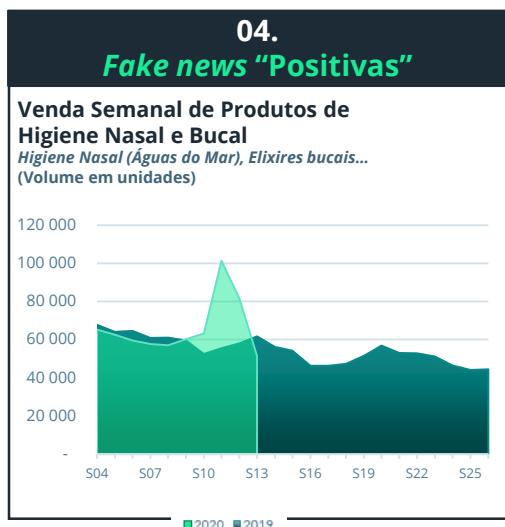 04.
Fake news “Positivas”
Venda Semanal de Produtos de
Higiene Nasal e Bucal
Higiene Nasal (Águas do Mar), Elixires bucais...
(Volume em unidades)
120 000
100 000
80 000
60 000
40 000
20 000
-
S04 S07 S10 S13 S16 S19 S22 S25
2020 2019